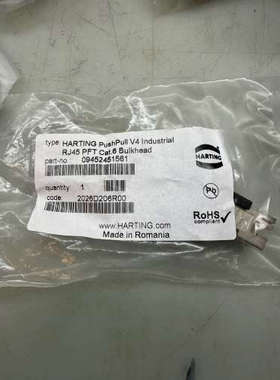 type HARTING PushPull V4 Industrial
RJ45 PFT Cat.6 Bulkhead
part-no. 09452451561
HARTING
quantity 1
Pb
code: 2026D206R00
RoHS
compliant
www.HARTING.com
Made in Romania